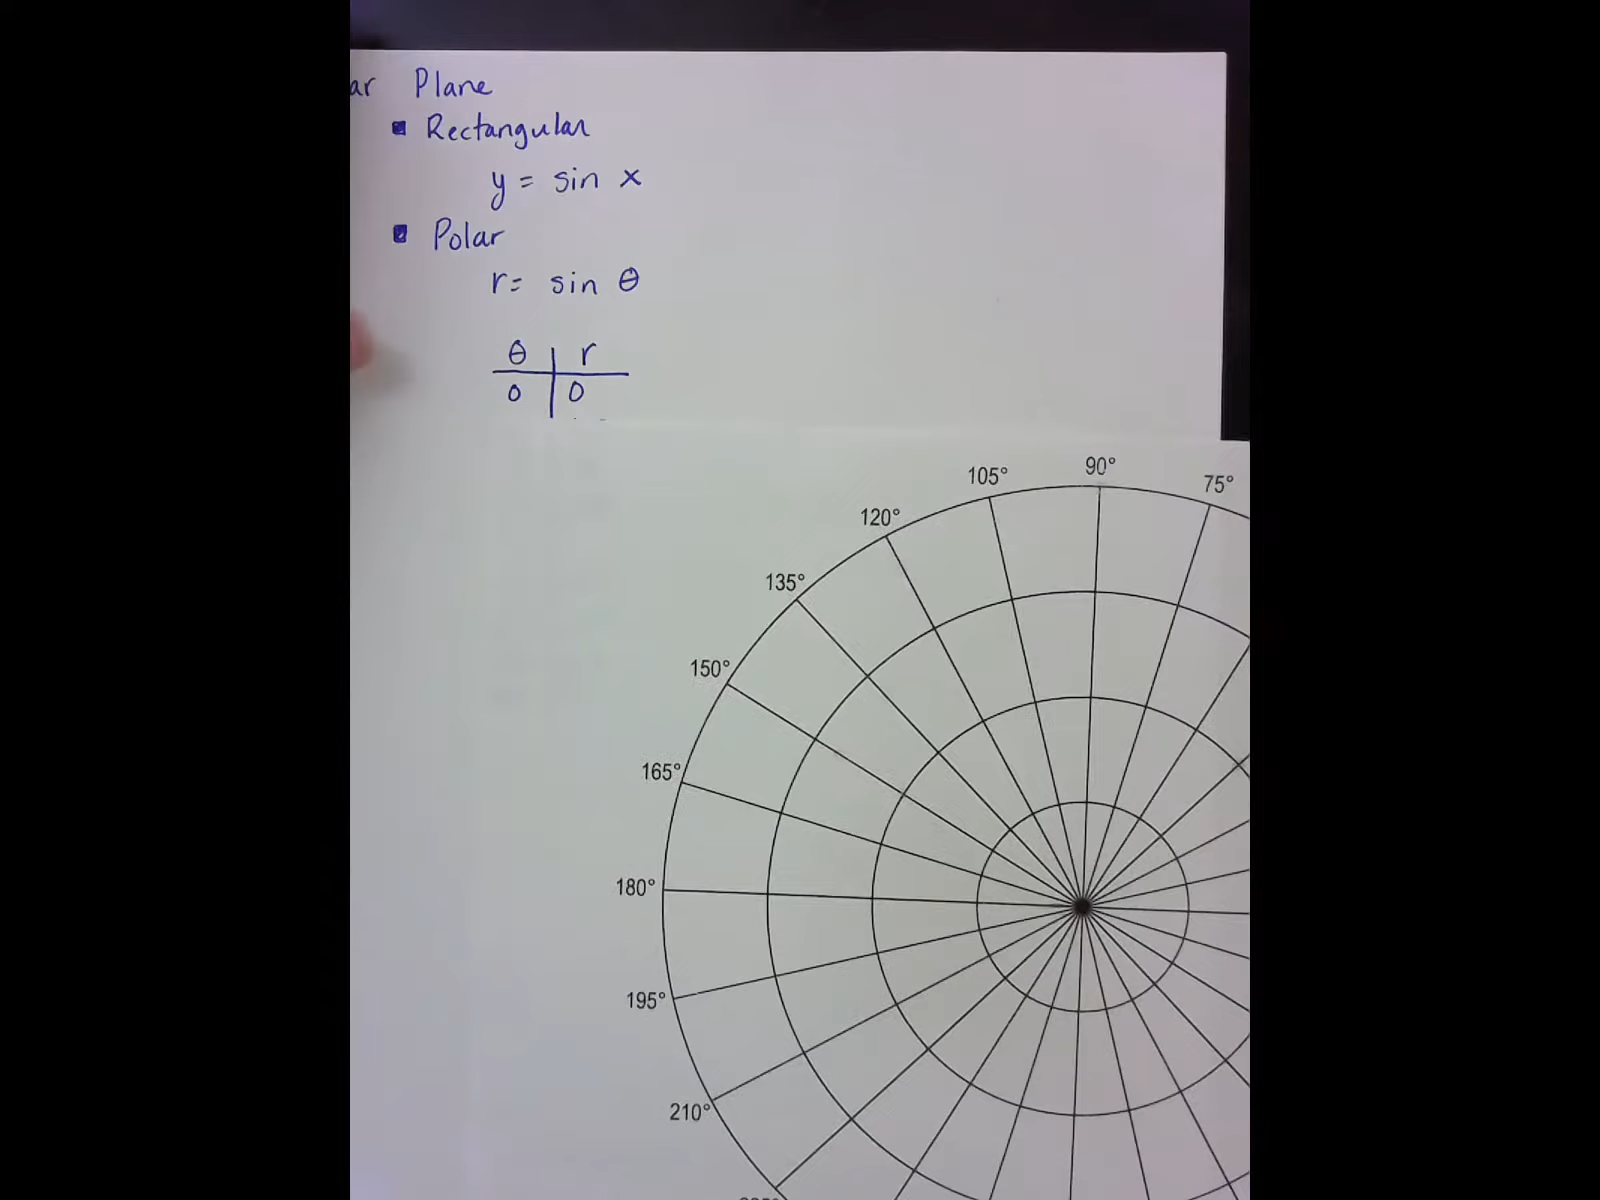 ar Plane
▪ Rectangular
y = sin x
▪ Polar
r = sin θ
θ r
0 0
90°
105° 75°
120°
135°
150°
165°
180°
195°
210°